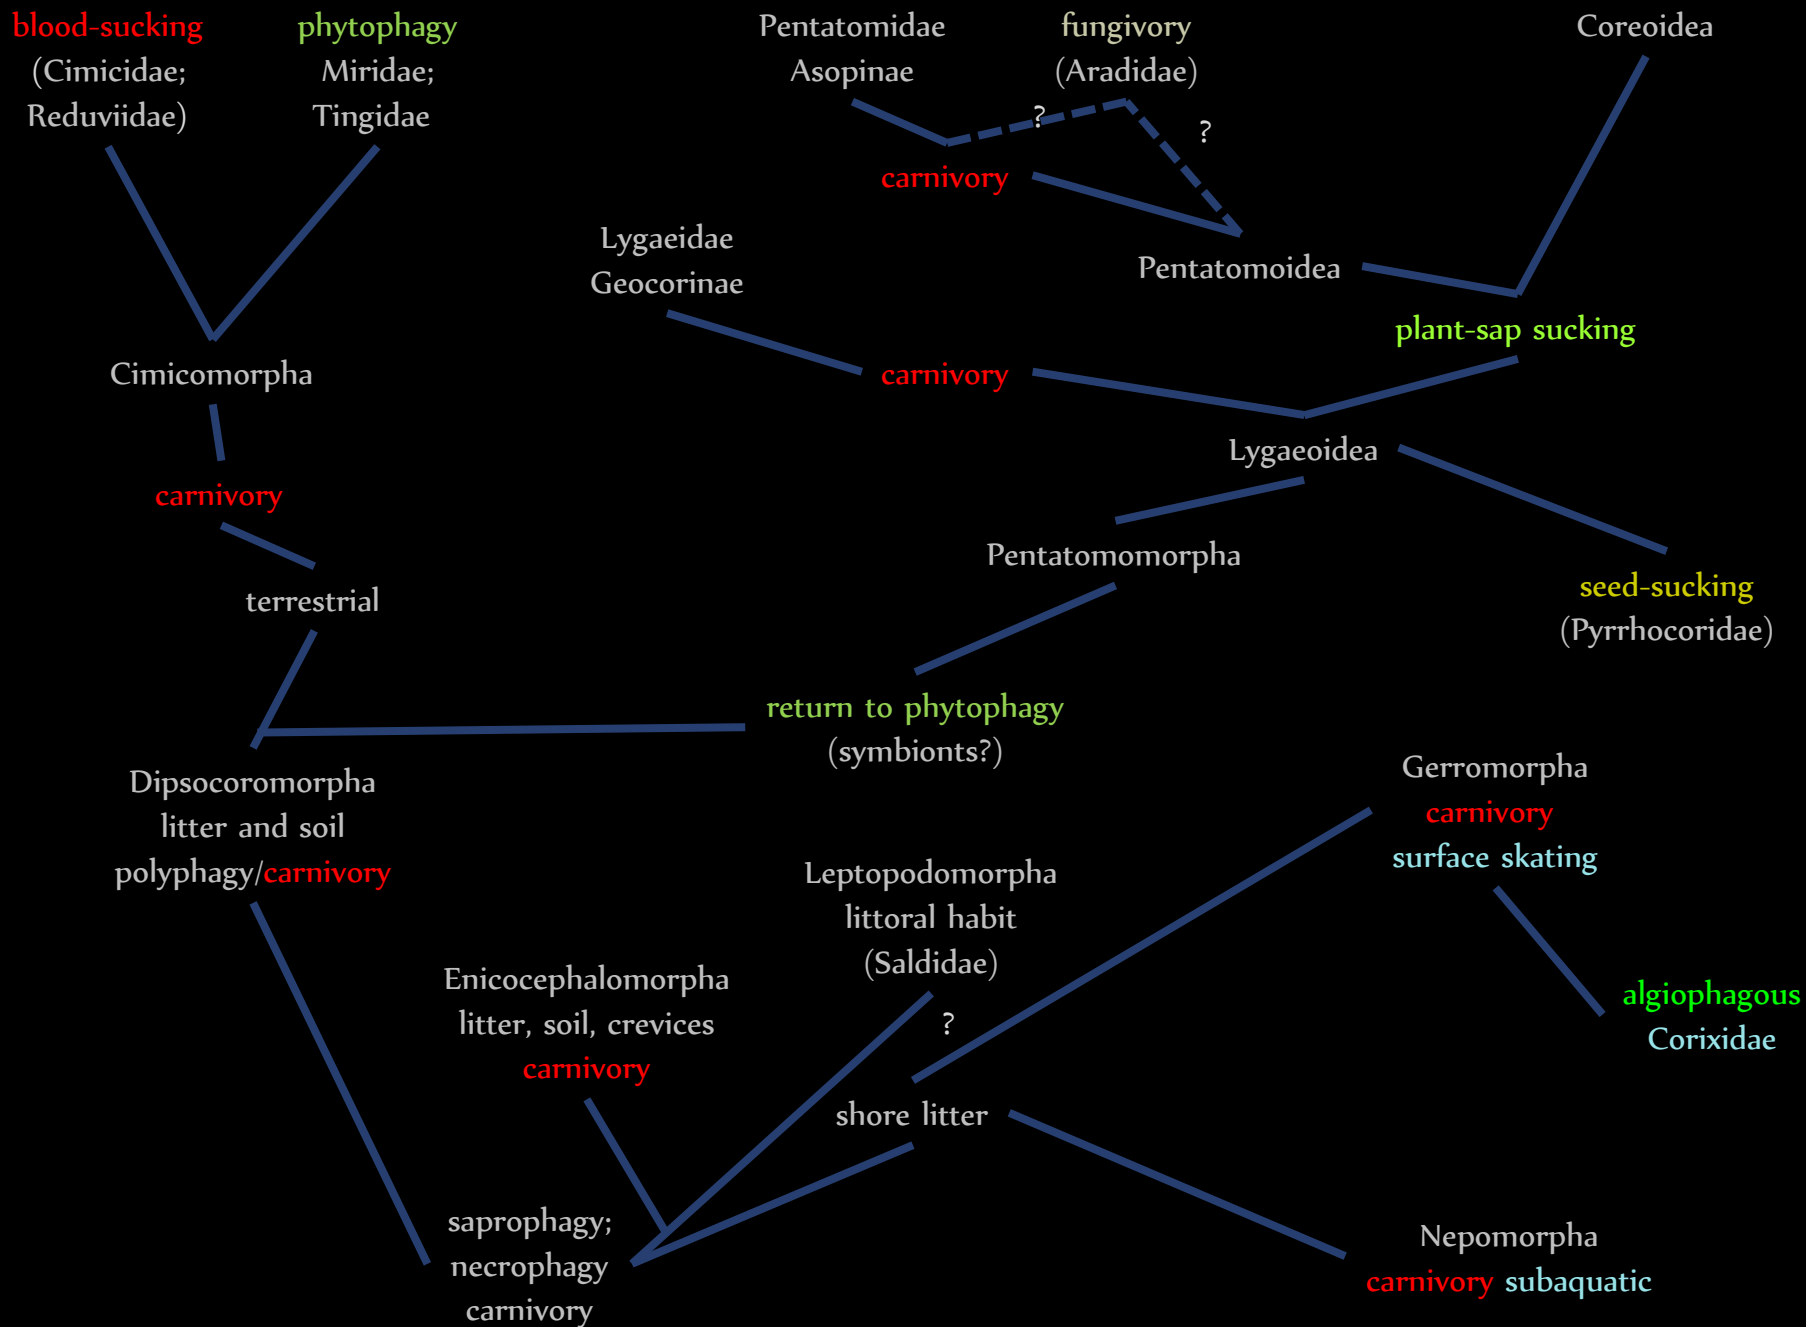 blood-sucking
(Cimicidae;
Reduviidae)
phytophagy
Miridae;
Tingidae
Pentatomidae
Asopinae
fungivory
(Aradidae)
Coreoidea
?
?
carnivory
Lygaeidae
Geocorinae
Pentatomoidea
plant-sap sucking
Cimicomorpha
carnivory
Lygaeoidea
carnivory
Pentatomomorpha
terrestrial
seed-sucking
(Pyrrhocoridae)
return to phytophagy
(symbionts?)
Dipsocoromorpha
litter and soil
polyphagy/carnivory
Gerromorpha
carnivory
surface skating
Leptopodomorpha
littoral habit
(Saldidae)
Enicocephalomorpha
litter, soil, crevices
carnivory
?
algiophagous
Corixidae
shore litter
saprophagy;
necrophagy
carnivory
Nepomorpha
carnivory subaquatic